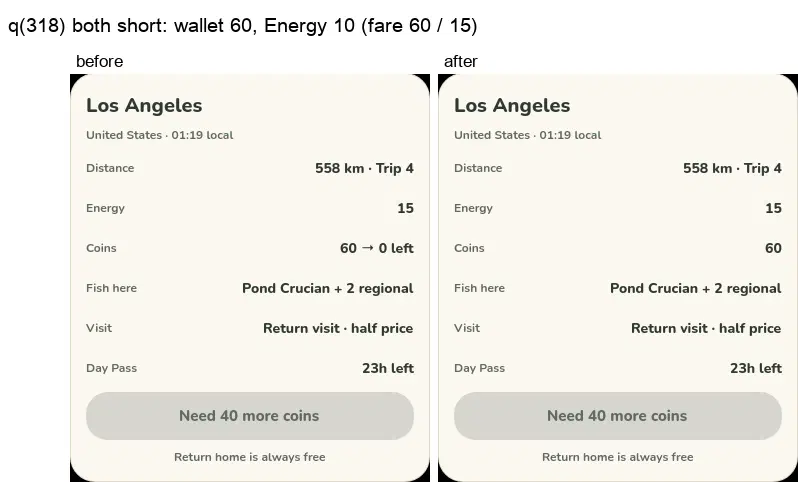 q(318) both short: wallet 60, Energy 10 (fare 60 / 15)
before
Los Angeles
United States · 01:19 local
Distance 558 km · Trip 4
Energy 15
Coins 60 → 0 left
Fish here Pond Crucian + 2 regional
Visit Return visit · half price
Day Pass 23h left
Need 40 more coins
Return home is always free
after
Los Angeles
United States · 01:19 local
Distance 558 km · Trip 4
Energy 15
Coins 60
Fish here Pond Crucian + 2 regional
Visit Return visit · half price
Day Pass 23h left
Need 40 more coins
Return home is always free